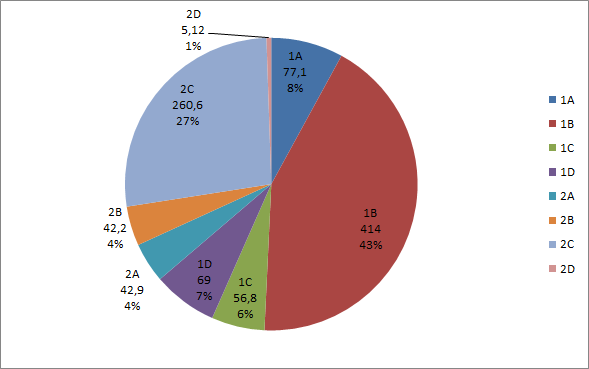 2D
5,12
1%
1A
77,1
8%
1B
414
43%
1C
56,8
6%
1D
69
7%
2A
42,9
4%
2B
42,2
4%
2C
260,6
27%
1A
1B
1C
1D
2A
2B
2C
2D